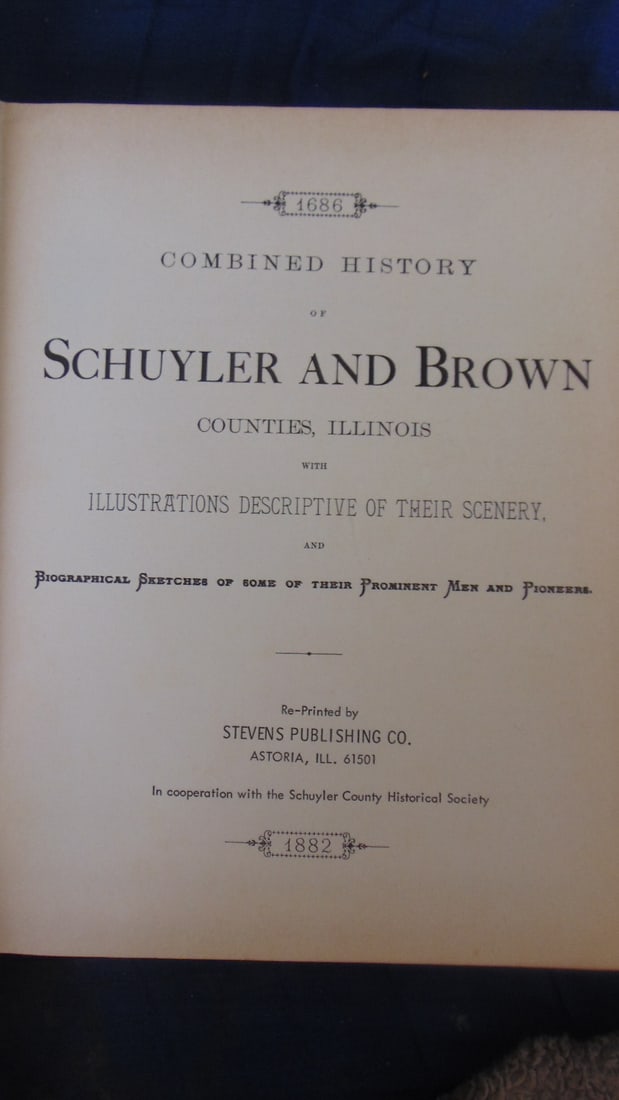 1686
COMBINED HISTORY
OF
SCHUYLER AND BROWN
COUNTIES, ILLINOIS
WITH
ILLUSTRATIONS DESCRIPTIVE OF THEIR SCENERY,
AND
BIOGRAPHICAL SKETCHES OF SOME OF THEIR PROMINENT MEN AND PIONEERS.
Re-Printed by
STEVENS PUBLISHING CO.
ASTORIA, ILL. 61501
In cooperation with the Schuyler County Historical Society
1882